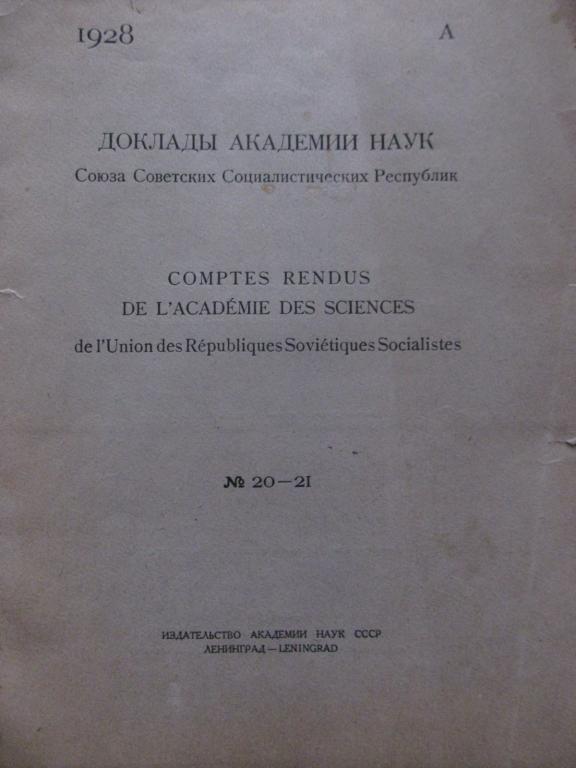 1928 А
ДОКЛАДЫ АКАДЕМИИ НАУК
Союза Советских Социалистических Республик
COMPTES RENDUS
DE L'ACADÉMIE DES SCIENCES
de l'Union des Républiques Soviétiques Socialistes
№ 20—21
ИЗДАТЕЛЬСТВО АКАДЕМИИ НАУК СССР
ЛЕНИНГРАД—LENINGRAD